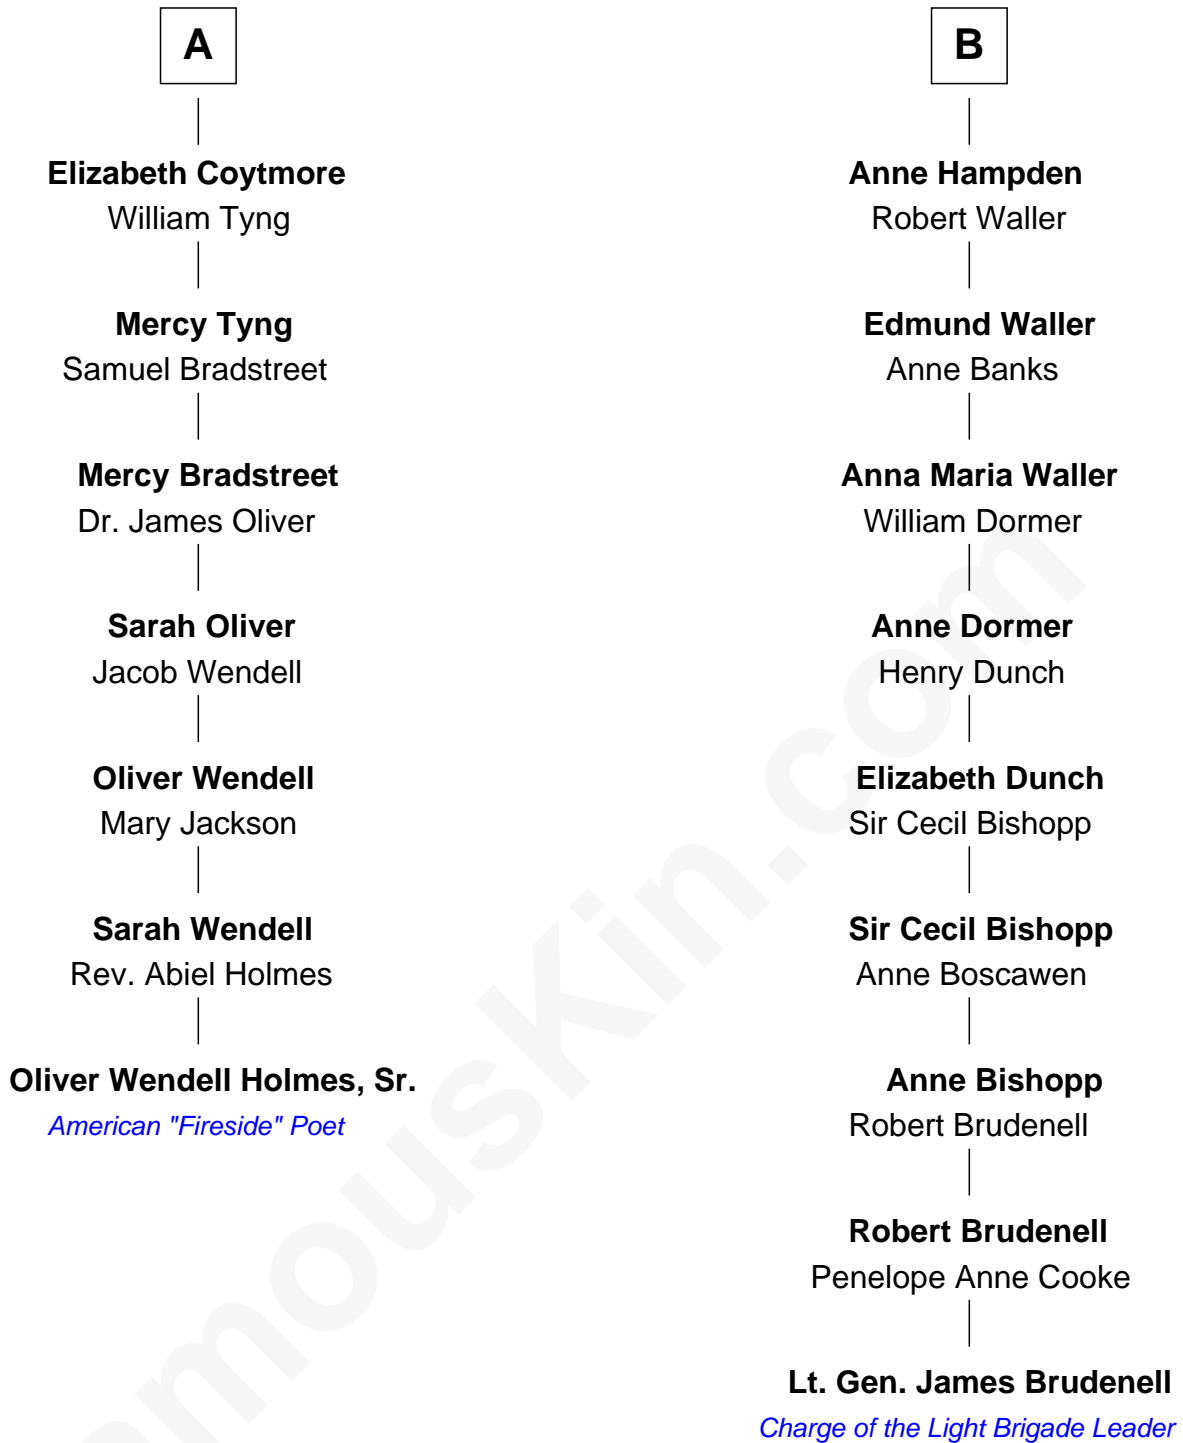 A
Elizabeth Coytmore
William Tyng
Mercy Tyng
Samuel Bradstreet
Mercy Bradstreet
Dr. James Oliver
Sarah Oliver
Jacob Wendell
Oliver Wendell
Mary Jackson
Sarah Wendell
Rev. Abiel Holmes
Oliver Wendell Holmes, Sr.
American "Fireside" Poet
B
Anne Hampden
Robert Waller
Edmund Waller
Anne Banks
Anna Maria Waller
William Dormer
Anne Dormer
Henry Dunch
Elizabeth Dunch
Sir Cecil Bishopp
Sir Cecil Bishopp
Anne Boscawen
Anne Bishopp
Robert Brudenell
Robert Brudenell
Penelope Anne Cooke
Lt. Gen. James Brudenell
Charge of the Light Brigade Leader
amouskin.com